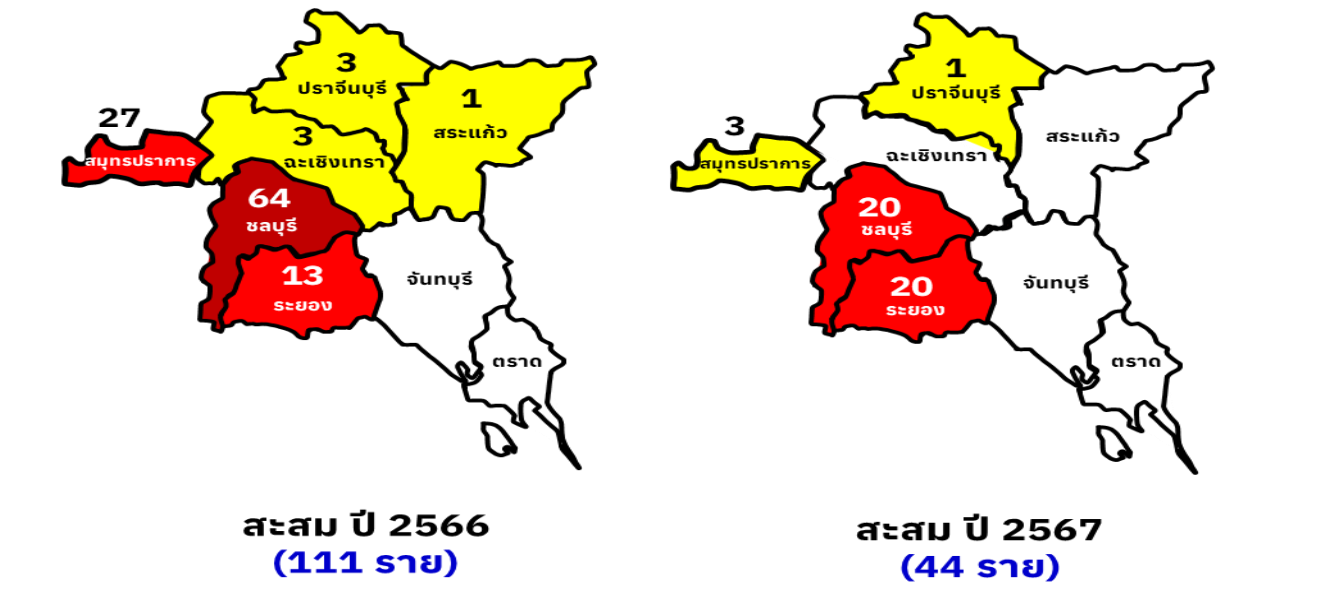 3
ปราจีนบุรี
1
สระแก้ว
27
สมุทรปราการ
3
ฉะเชิงเทรา
64
ชลบุรี
13
ระยอง
จันทบุรี
ตราด
สะสม ปี 2566
(111 ราย)
1
ปราจีนบุรี
สระแก้ว
3
สมุทรปราการ
ฉะเชิงเทรา
20
ชลบุรี
20
ระยอง
จันทบุรี
ตราด
สะสม ปี 2567
(44 ราย)